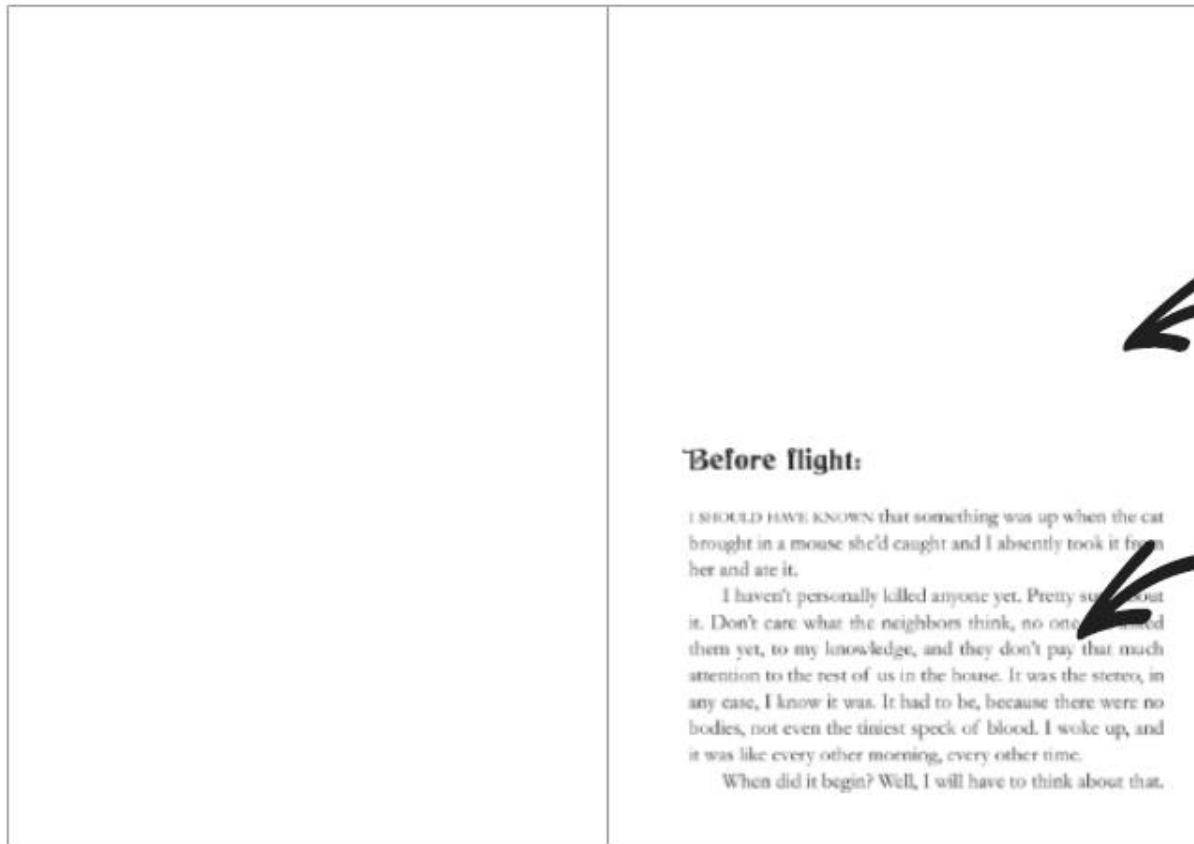 Before flight:
I SHOULD HAVE KNOWN that something was up when the cat
brought in a mouse she'd caught and I absently took it from
her and ate it.
I haven't personally killed anyone yet. Pretty sure about
it. Don't care what the neighbors think, no one asked
them yet, to my knowledge, and they don't pay that much
attention to the rest of us in the house. It was the stereo, in
any case, I know it was. It had to be, because there were no
bodies, not even the tiniest speck of blood. I woke up, and
it was like every other morning, every other time.
When did it begin? Well, I will have to think about that.